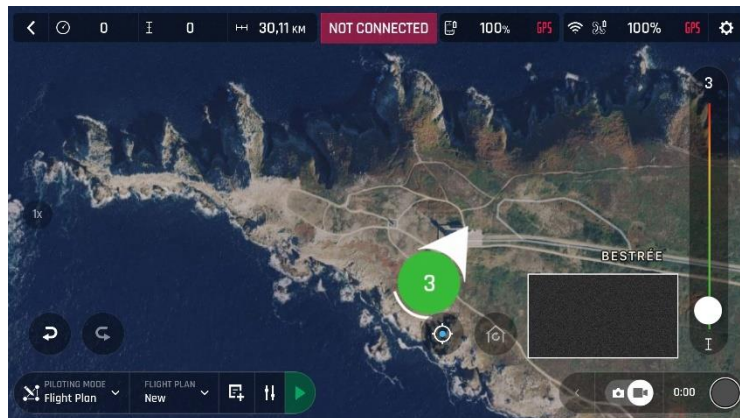 0 0 30,11 KM NOT CONNECTED 100% GPS 100% GPS
3
1x
BESTRÉE
3
PILOTING MODE
Flight Plan
FLIGHT PLAN
New
0:00